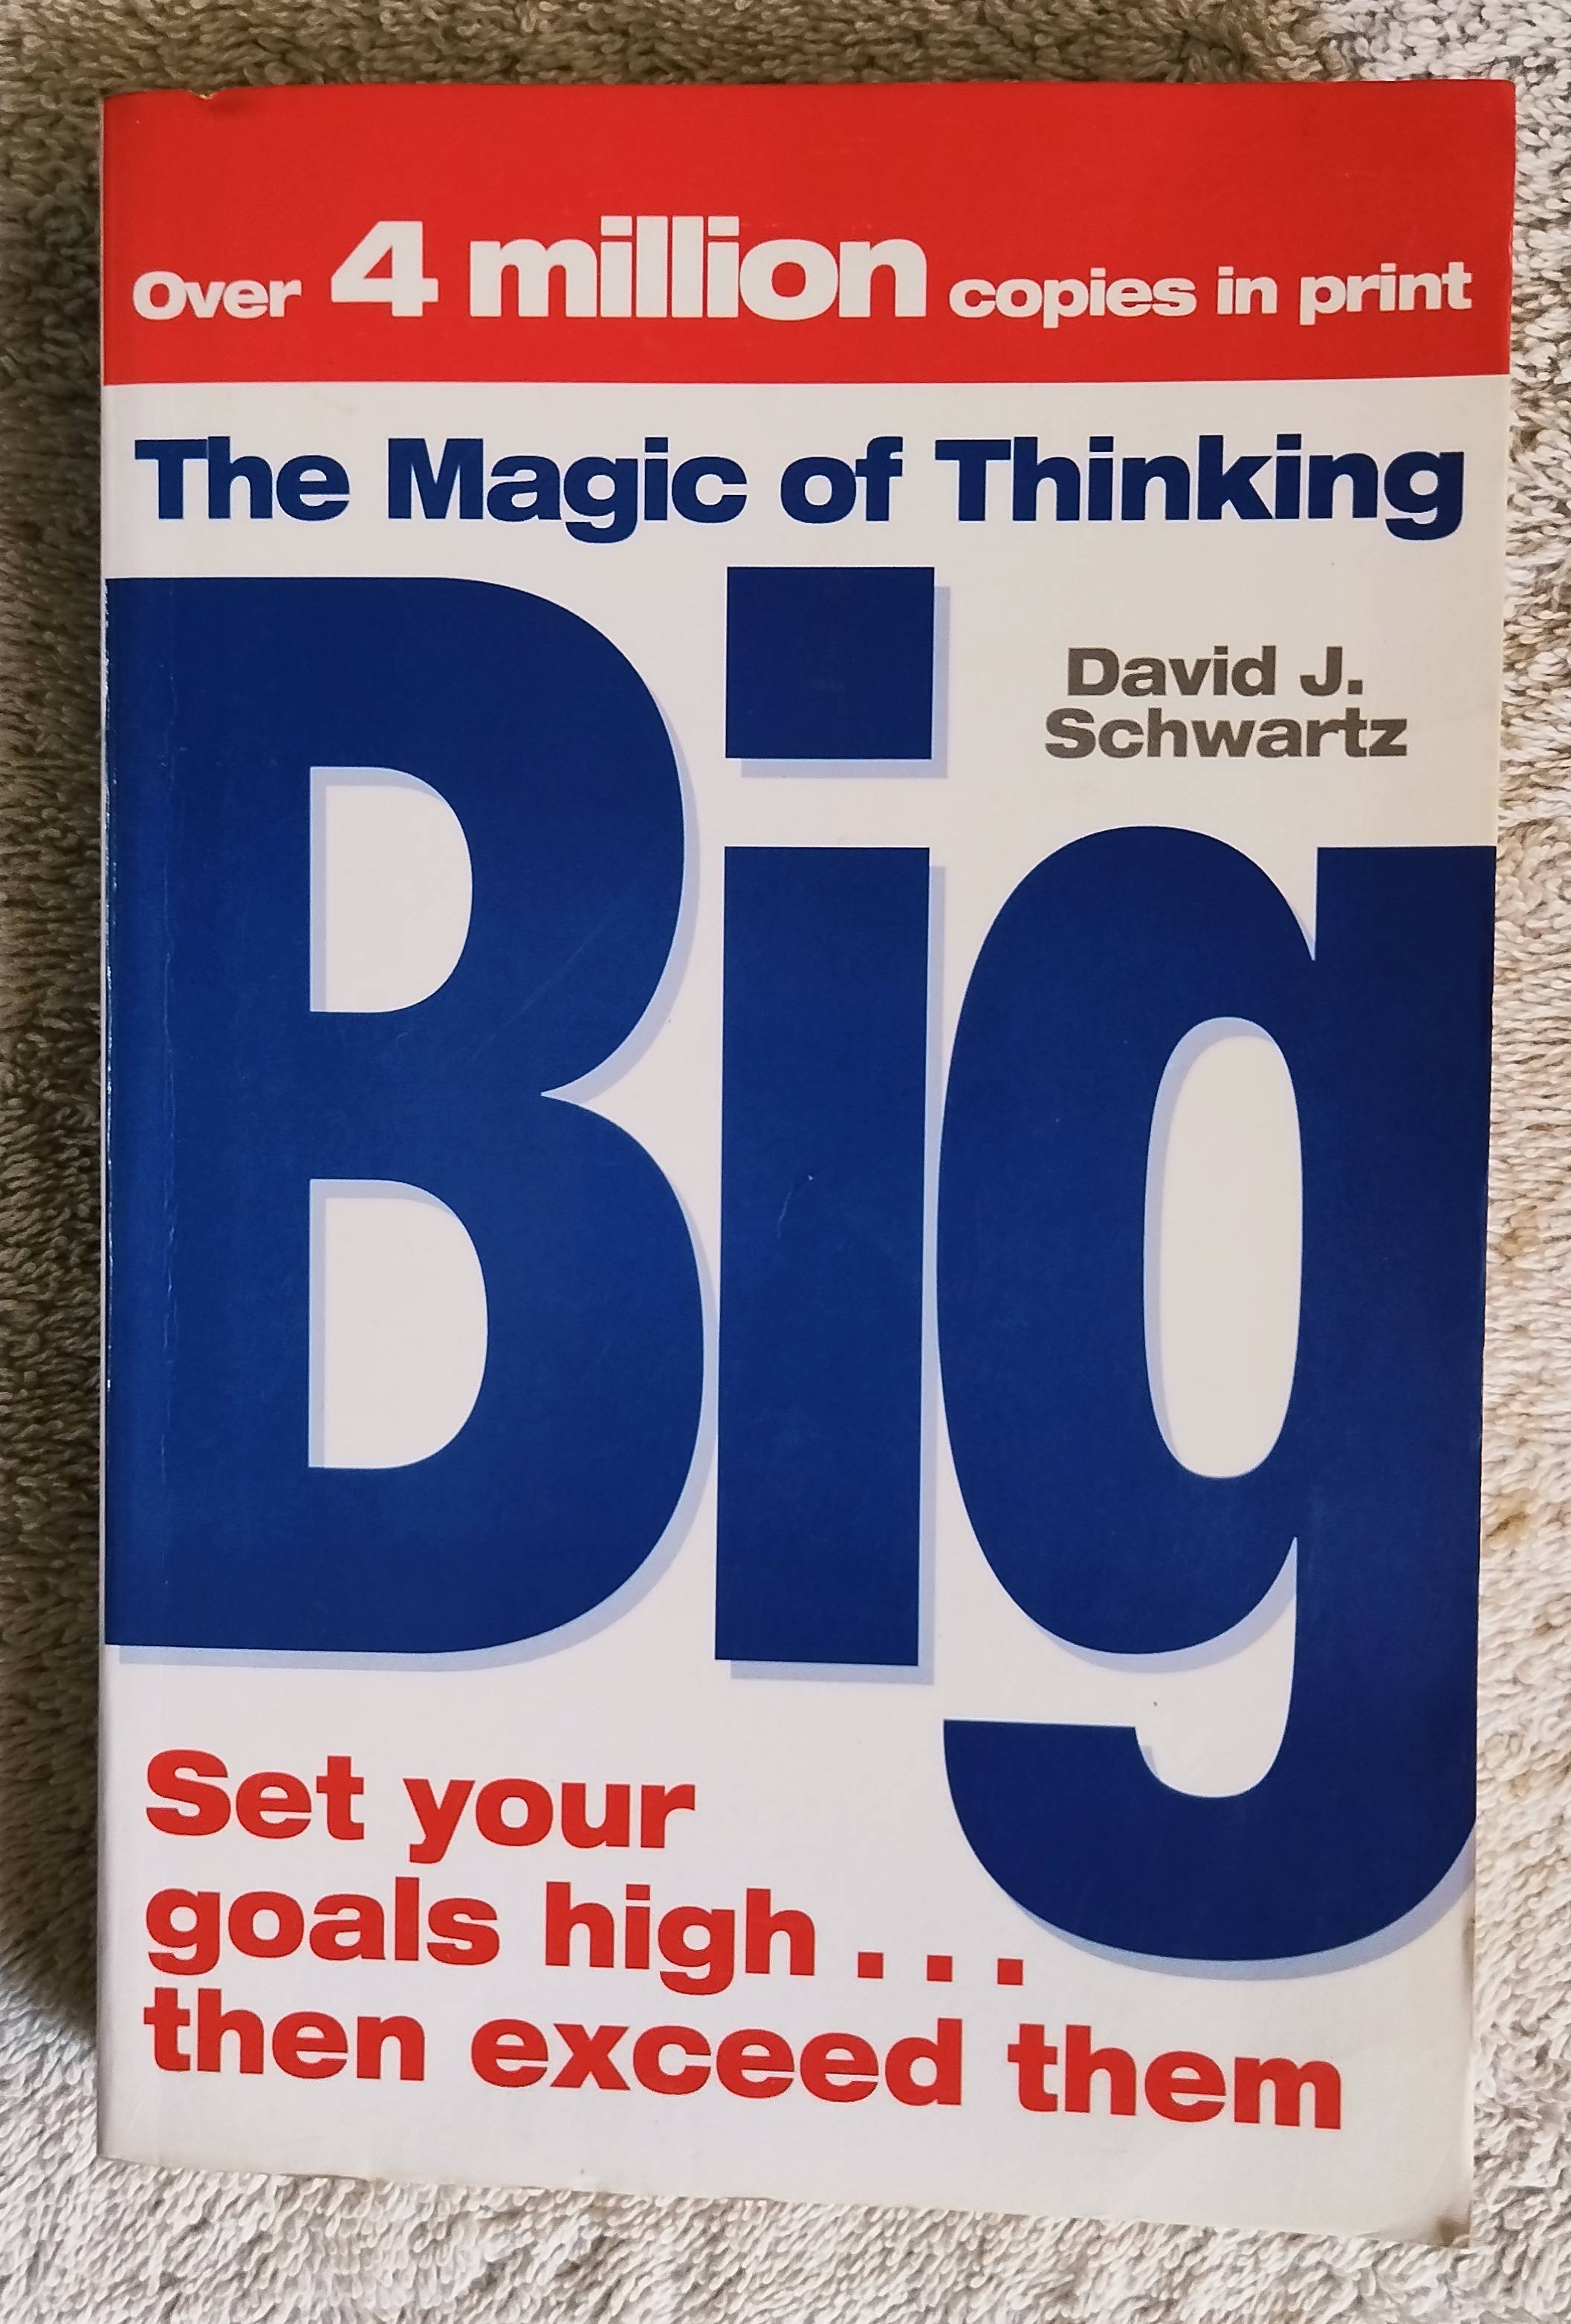 Over 4 million copies in print
The Magic of Thinking
Big
David J.
Schwartz
Set your
goals high . . .
then exceed them